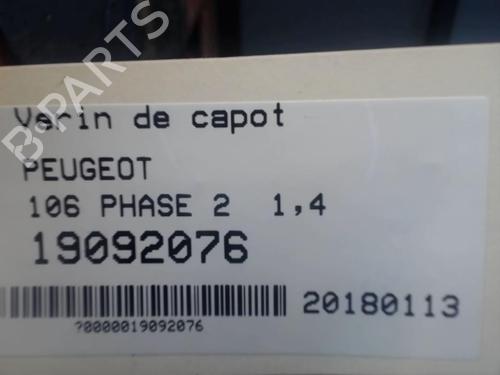 B-PARTS
Verin de capot
PEUGEOT
106 PHASE 2 1,4
19092076
20180113
?0000019092076